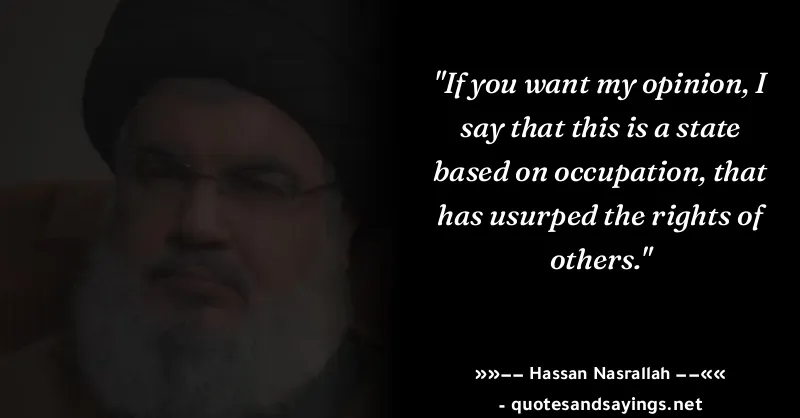 "If you want my opinion, I
say that this is a state
based on occupation, that
has usurped the rights of
others."
»»−− Hassan Nasrallah −−««
- quotesandsayings.net